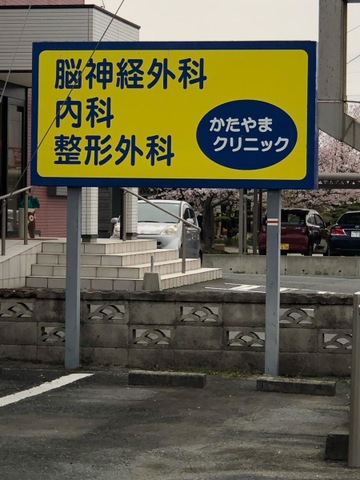 脳神経外科
内科
整形外科
かたやま
クリニック